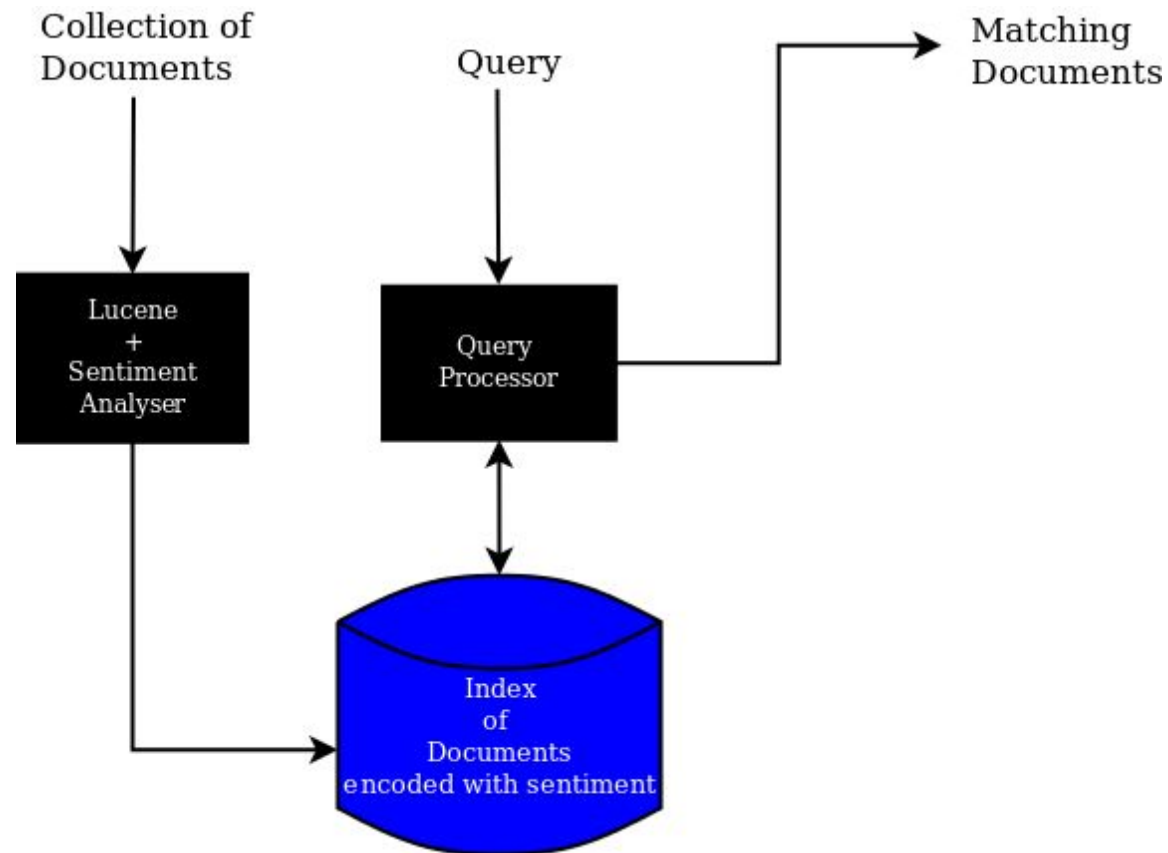 Collection of
Documents
Query
Matching
Documents
Lucene
+
Sentiment
Analyser
Query
Processor
Index
of
Documents
encoded with sentiment